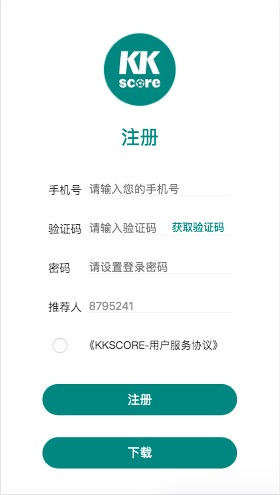 KK
score
注册
手机号 请输入您的手机号
验证码 请输入验证码 获取验证码
密码 请设置登录密码
推荐人 8795241
《KKSCORE-用户服务协议》
注册
下载